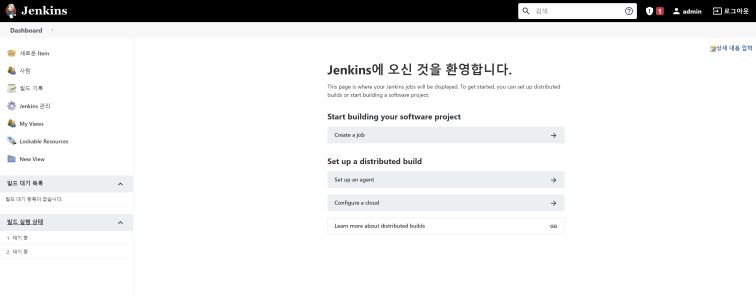 Jenkins
검색
1
admin
로그아웃
Dashboard
상세 내용 입력
새로운 Item
사람
빌드 기록
Jenkins 관리
My Views
Lockable Resources
New View
빌드 대기 목록
빌드 대기 항목이 없습니다.
빌드 실행 상태
1 대기 중
2 대기 중
Jenkins에 오신 것을 환영합니다.
This page is where your Jenkins jobs will be displayed. To get started, you can set up distributed
builds or start building a software project.
Start building your software project
Create a job
Set up a distributed build
Set up an agent
Configure a cloud
Learn more about distributed builds